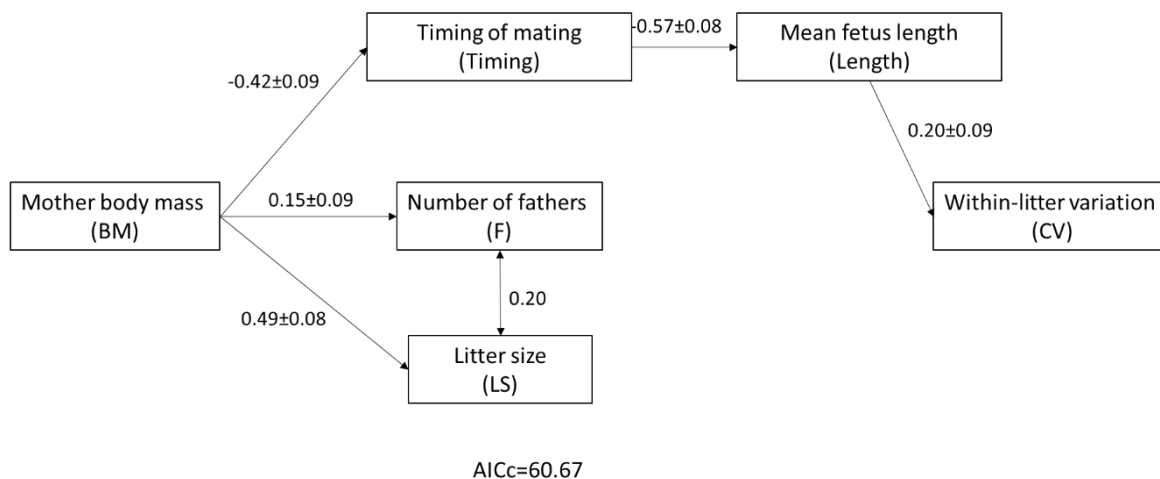 Timing of mating
(Timing)
-0.57±0.08
Mean fetus length
(Length)
-0.42±0.09
0.20±0.09
Mother body mass
(BM)
0.15±0.09
Number of fathers
(F)
Within-litter variation
(CV)
0.20
0.49±0.08
Litter size
(LS)
AICc=60.67